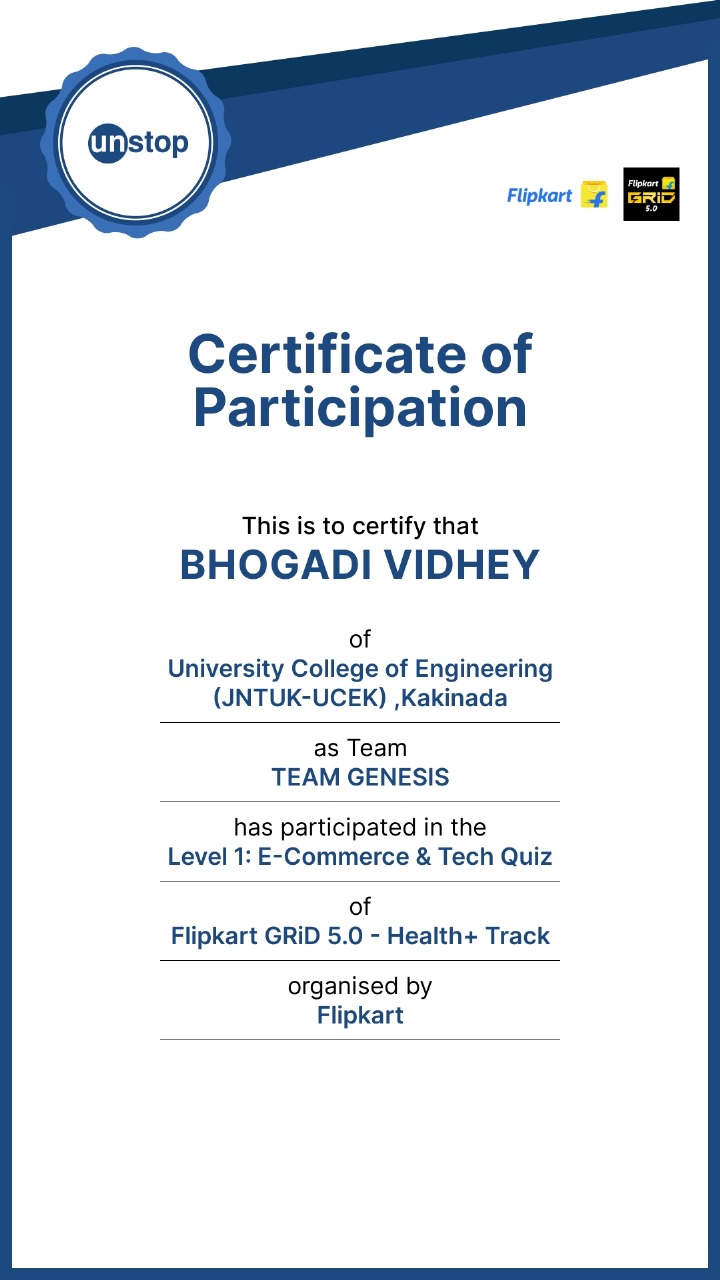 unstop
Flipkart
Flipkart
GRiD
5.0
Certificate of
Participation
This is to certify that
BHOGADI VIDHEY
of
University College of Engineering
(JNTUK-UCEK) ,Kakinada
as Team
TEAM GENESIS
has participated in the
Level 1: E-Commerce & Tech Quiz
of
Flipkart GRiD 5.0 - Health+ Track
organised by
Flipkart